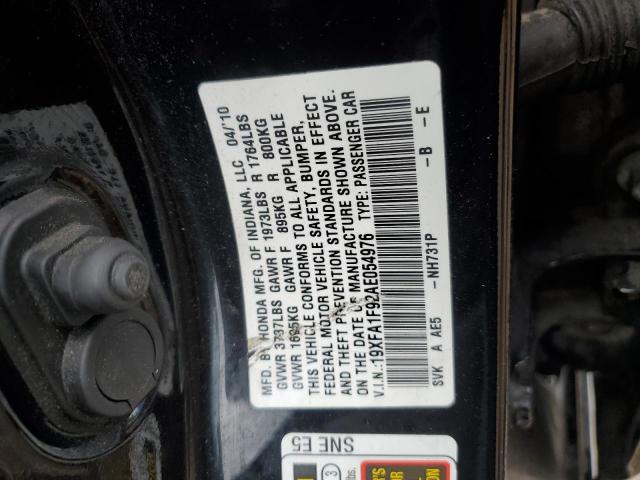 MFD. BY HONDA MFG. OF INDIANA, LLC 04/10
GVWR 3737LBS GAWR F 1973LBS R 1764LBS
GVWR 1695KG GAWR F 895KG R 800KG
THIS VEHICLE CONFORMS TO ALL APPLICABLE
FEDERAL MOTOR VEHICLE SAFETY, BUMPER,
AND THEFT PREVENTION STANDARDS IN EFFECT
ON THE DATE OF MANUFACTURE SHOWN ABOVE.
V.I.N.: 19XFA1F92AE054976 TYPE: PASSENGER CAR
SVK A AE5 - NH731P - B - E
SNE E5
3
lbs.